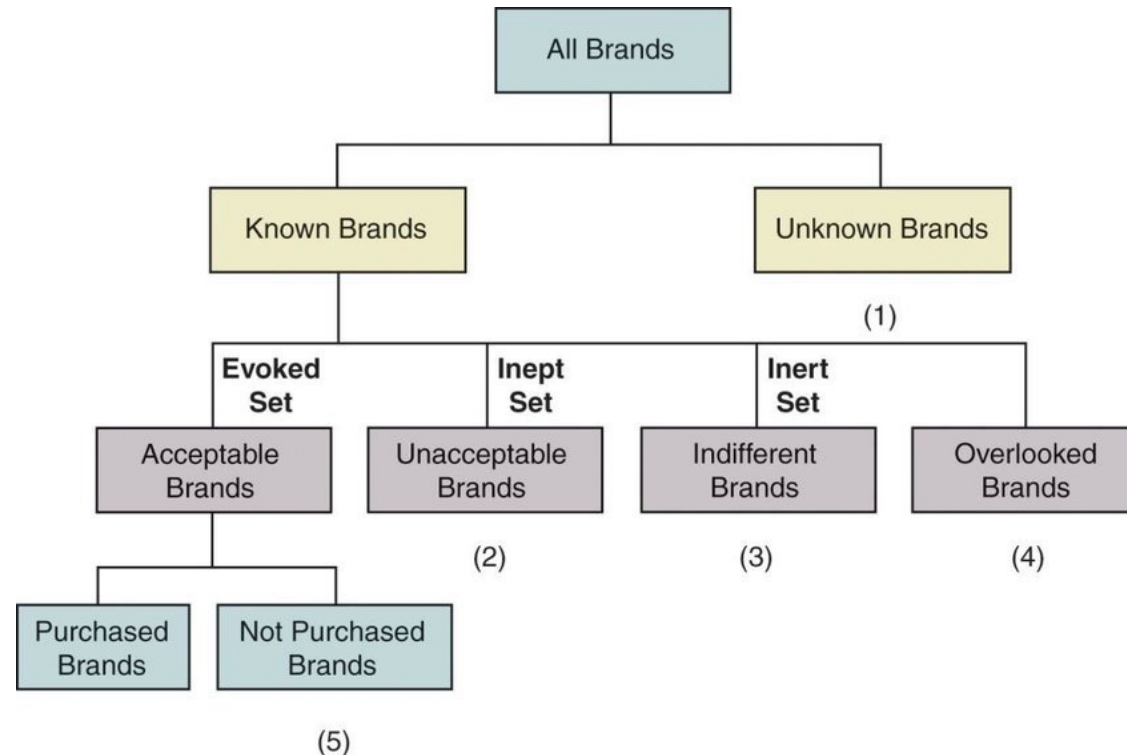 All Brands
Known Brands
Unknown Brands
(1)
Evoked
Set
Inept
Set
Inert
Set
Acceptable
Brands
Unacceptable
Brands
Indifferent
Brands
Overlooked
Brands
(2)
(3)
(4)
Purchased
Brands
Not Purchased
Brands
(5)